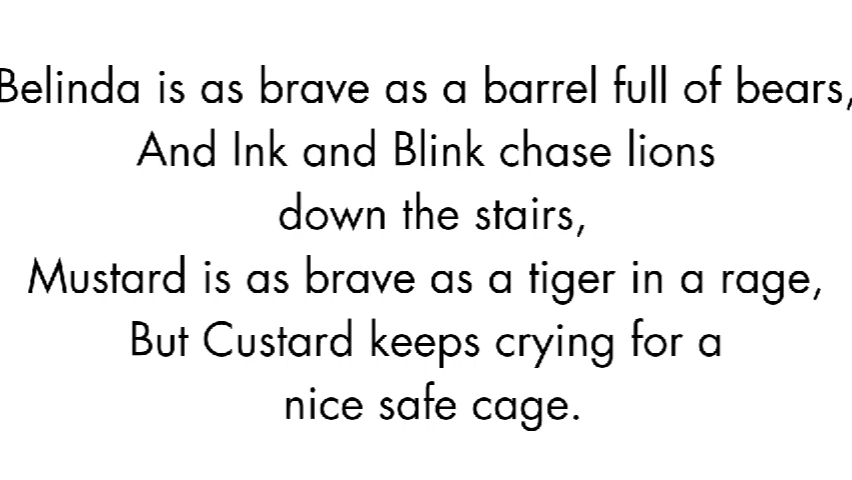 Belinda is as brave as a barrel full of bears,
And Ink and Blink chase lions
down the stairs,
Mustard is as brave as a tiger in a rage,
But Custard keeps crying for a
nice safe cage.